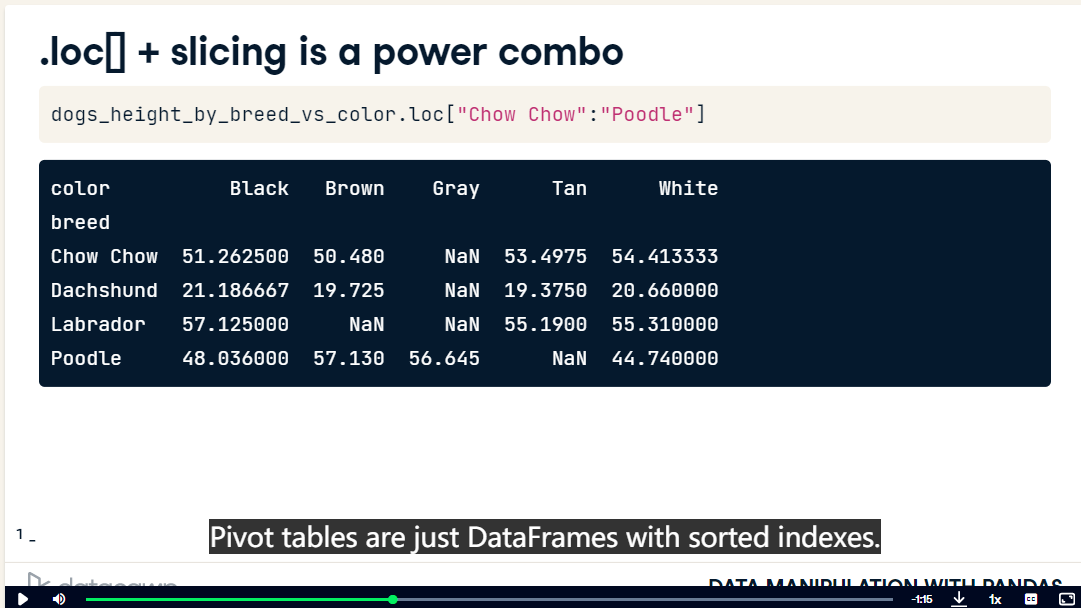 .loc[] + slicing is a power combo
dogs_height_by_breed_vs_color.loc["Chow Chow":"Poodle"]
color Black Brown Gray Tan White
breed
Chow Chow 51.262500 50.480 NaN 53.4975 54.413333
Dachshund 21.186667 19.725 NaN 19.3750 20.660000
Labrador 57.125000 NaN NaN 55.1900 55.310000
Poodle 48.036000 57.130 56.645 NaN 44.740000
1 _
Pivot tables are just DataFrames with sorted indexes.
DATA MANIPULATION WITH PANDAS
-1:15 1x CC